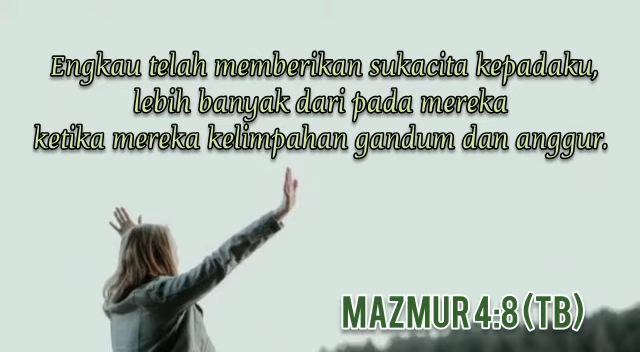 Engkau telah memberikan sukacita kepadaku,
lebih banyak dari pada mereka
ketika mereka kelimpahan gandum dan anggur.
MAZMUR 4:8 (TB)